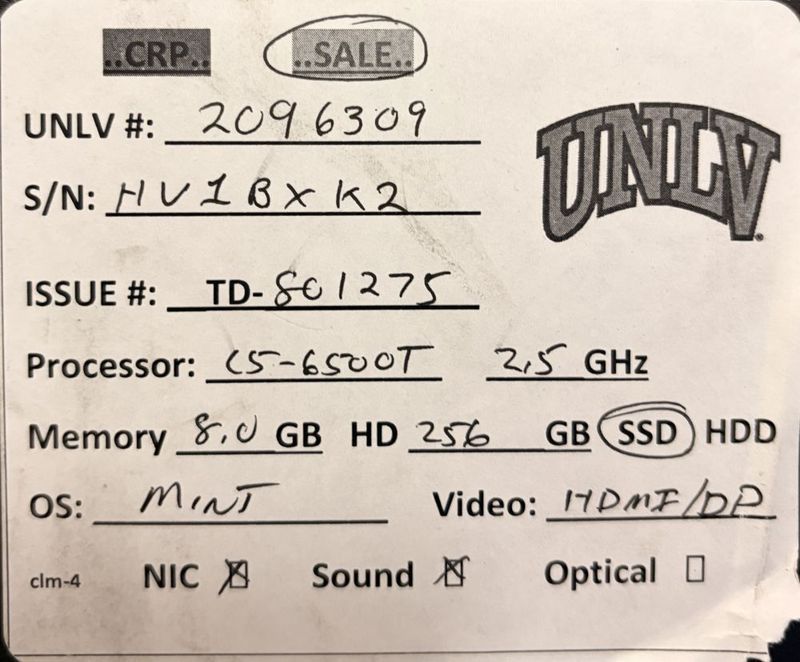 ..CRP.. ..SALE..
UNLV #: 2096309
UNLV
S/N: HV1BXK2
ISSUE #: TD-801275
Processor: i5-6500T 2.5 GHz
Memory 8.0 GB HD 256 GB SSD HDD
OS: MINT Video: HDMI/DP
clm-4 NIC ☒ Sound ☒ Optical ☐